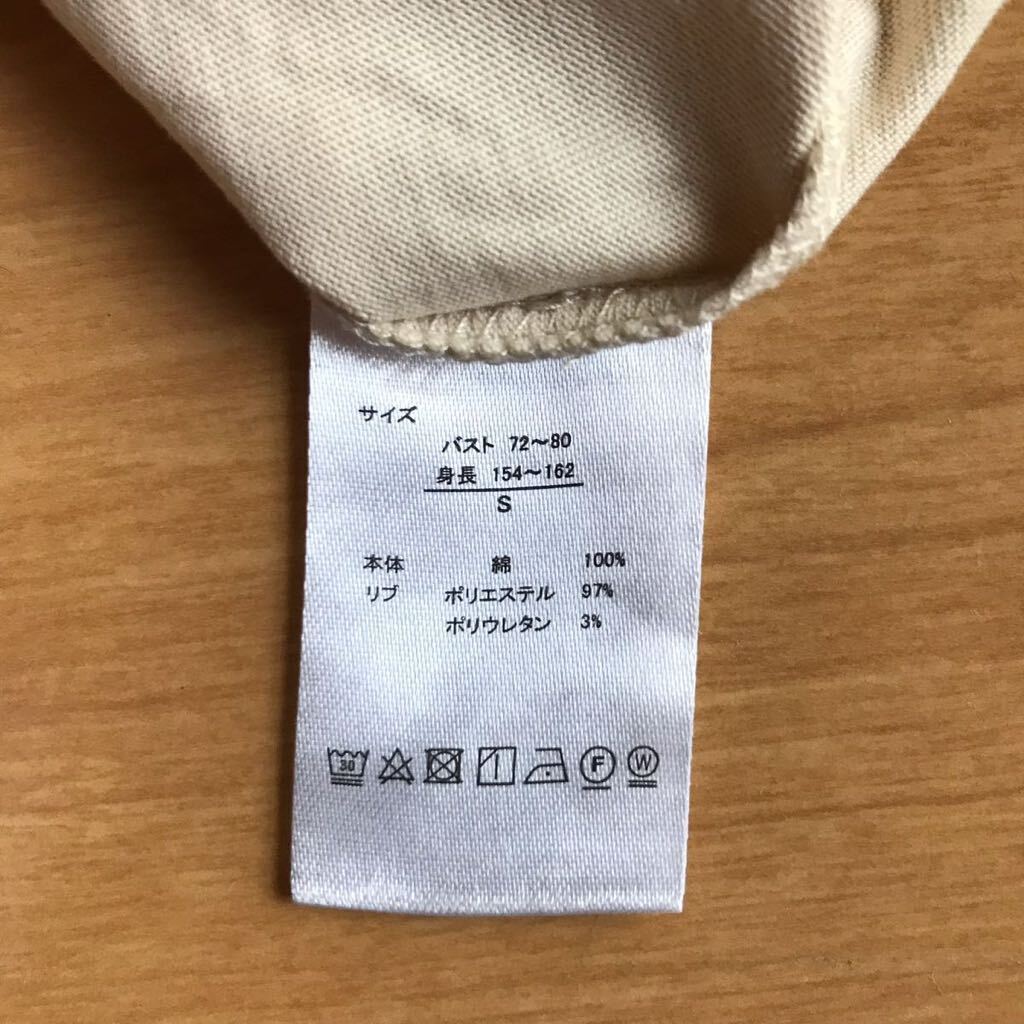 サイズ
バスト 72～80
身長 154～162
S
本体 綿 100%
リブ ポリエステル 97%
ポリウレタン 3%
30 F W